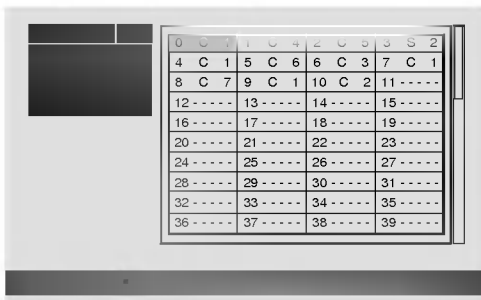 0 C 1 1 C 4 2 C 5 3 S 2
4 C 1 5 C 6 6 C 3 7 C 1
8 C 7 9 C 1 10 C 2 11 - - - - -
12 - - - - - 13 - - - - - 14 - - - - - 15 - - - - -
16 - - - - - 17 - - - - - 18 - - - - - 19 - - - - -
20 - - - - - 21 - - - - - 22 - - - - - 23 - - - - -
24 - - - - - 25 - - - - - 26 - - - - - 27 - - - - -
28 - - - - - 29 - - - - - 30 - - - - - 31 - - - - -
32 - - - - - 33 - - - - - 34 - - - - - 35 - - - - -
36 - - - - - 37 - - - - - 38 - - - - - 39 - - - - -